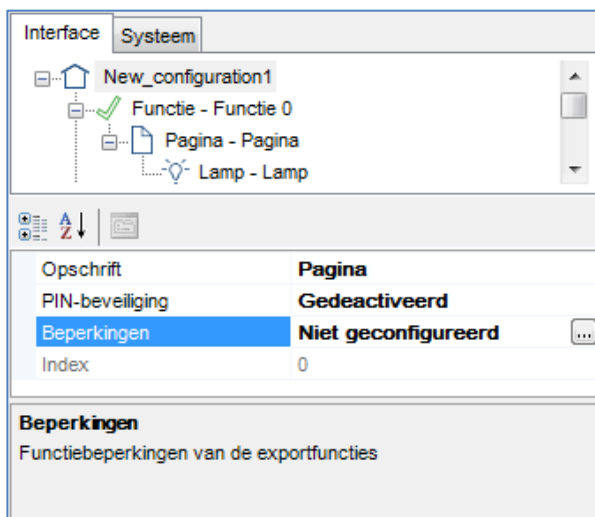 Interface Systeem
New_configuration1
Functie - Functie 0
Pagina - Pagina
Lamp - Lamp
A Z
Opschrift Pagina
PIN-beveiliging Gedeactiveerd
Beperkingen Niet geconfigureerd ...
Index 0
Beperkingen
Functiebeperkingen van de exportfuncties